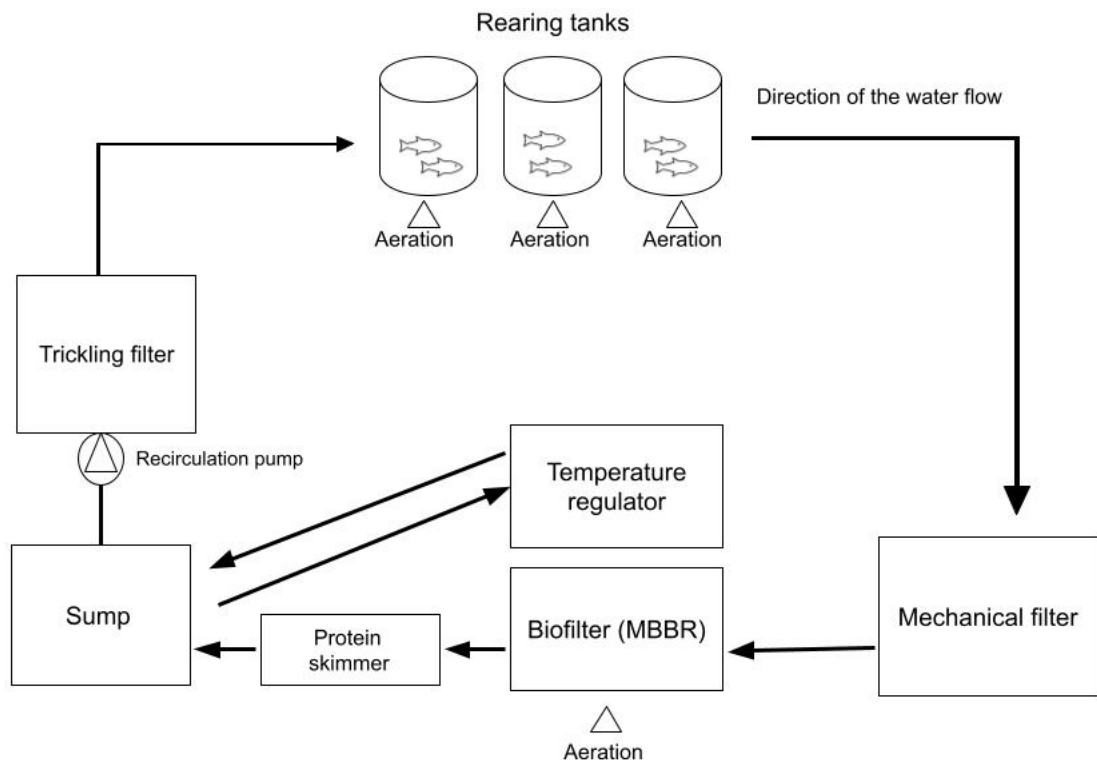 Rearing tanks
Direction of the water flow
Aeration
Aeration
Aeration
Trickling filter
Recirculation pump
Temperature
regulator
Sump
Protein
skimmer
Biofilter (MBBR)
Mechanical filter
Aeration